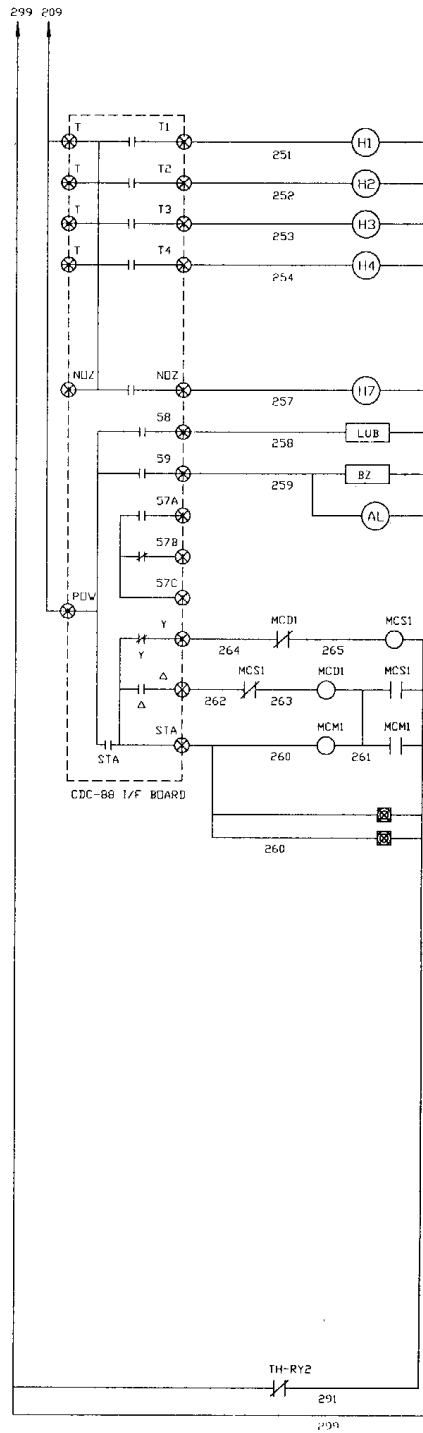 299 209
T T1
251 H1
T T2
252 H2
T T3
253 H3
T T4
254 H4
NOZ NOZ
257 H7
58
258 LUB
59
259 BZ
57A
AL
57B
57C
POW
Y MCD1
Y 264 265 MCS1
Δ MCS1 MCD1 MCS1
Δ 262 263
STA MCM1 MCM1
STA 260 261
CDC-88 I/F BOARD
260
TH-RY2
291
299